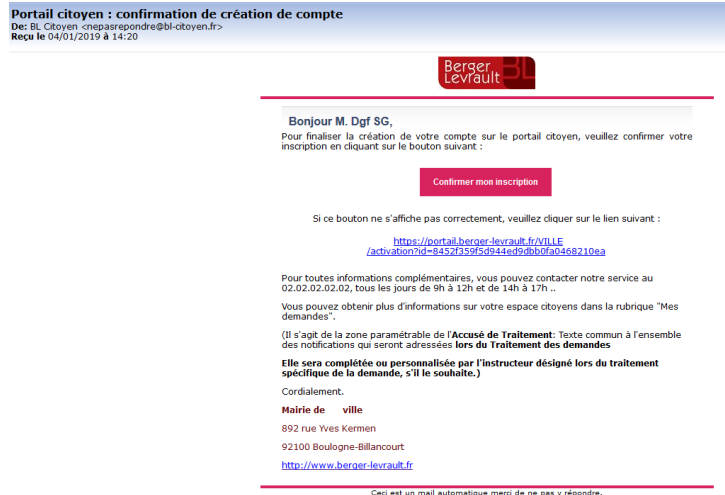 Portail citoyen : confirmation de création de compte
De: BL Citoyen <nepasrepondre@bl-citoyen.fr>
Reçu le 04/01/2019 à 14:20
Berger
Levrault
BL
Bonjour M. Dgf SG,
Pour finaliser la création de votre compte sur le portail citoyen, veuillez confirmer votre
inscription en cliquant sur le bouton suivant :
Confirmer mon inscription
Si ce bouton ne s'affiche pas correctement, veuillez cliquer sur le lien suivant :
https://portail.berger-levrault.fr/VILLE
/activation?id=8452f359f5d944ed9dbb0fa0468210ea
Pour toutes informations complémentaires, vous pouvez contacter notre service au
02.02.02.02.02, tous les jours de 9h à 12h et de 14h à 17h ..
Vous pouvez obtenir plus d'informations sur votre espace citoyens dans la rubrique "Mes
demandes".
(Il s'agit de la zone paramétrable de l'Accusé de Traitement: Texte commun à l'ensemble
des notifications qui seront adressées lors du Traitement des demandes
Elle sera complétée ou personnalisée par l'instructeur désigné lors du traitement
spécifique de la demande, s'il le souhaite.)
Cordialement.
Mairie de ville
892 rue Yves Kermen
92100 Boulogne-Billancourt
http://www.berger-levrault.fr
Ceci est un mail automatique merci de ne pas y répondre.